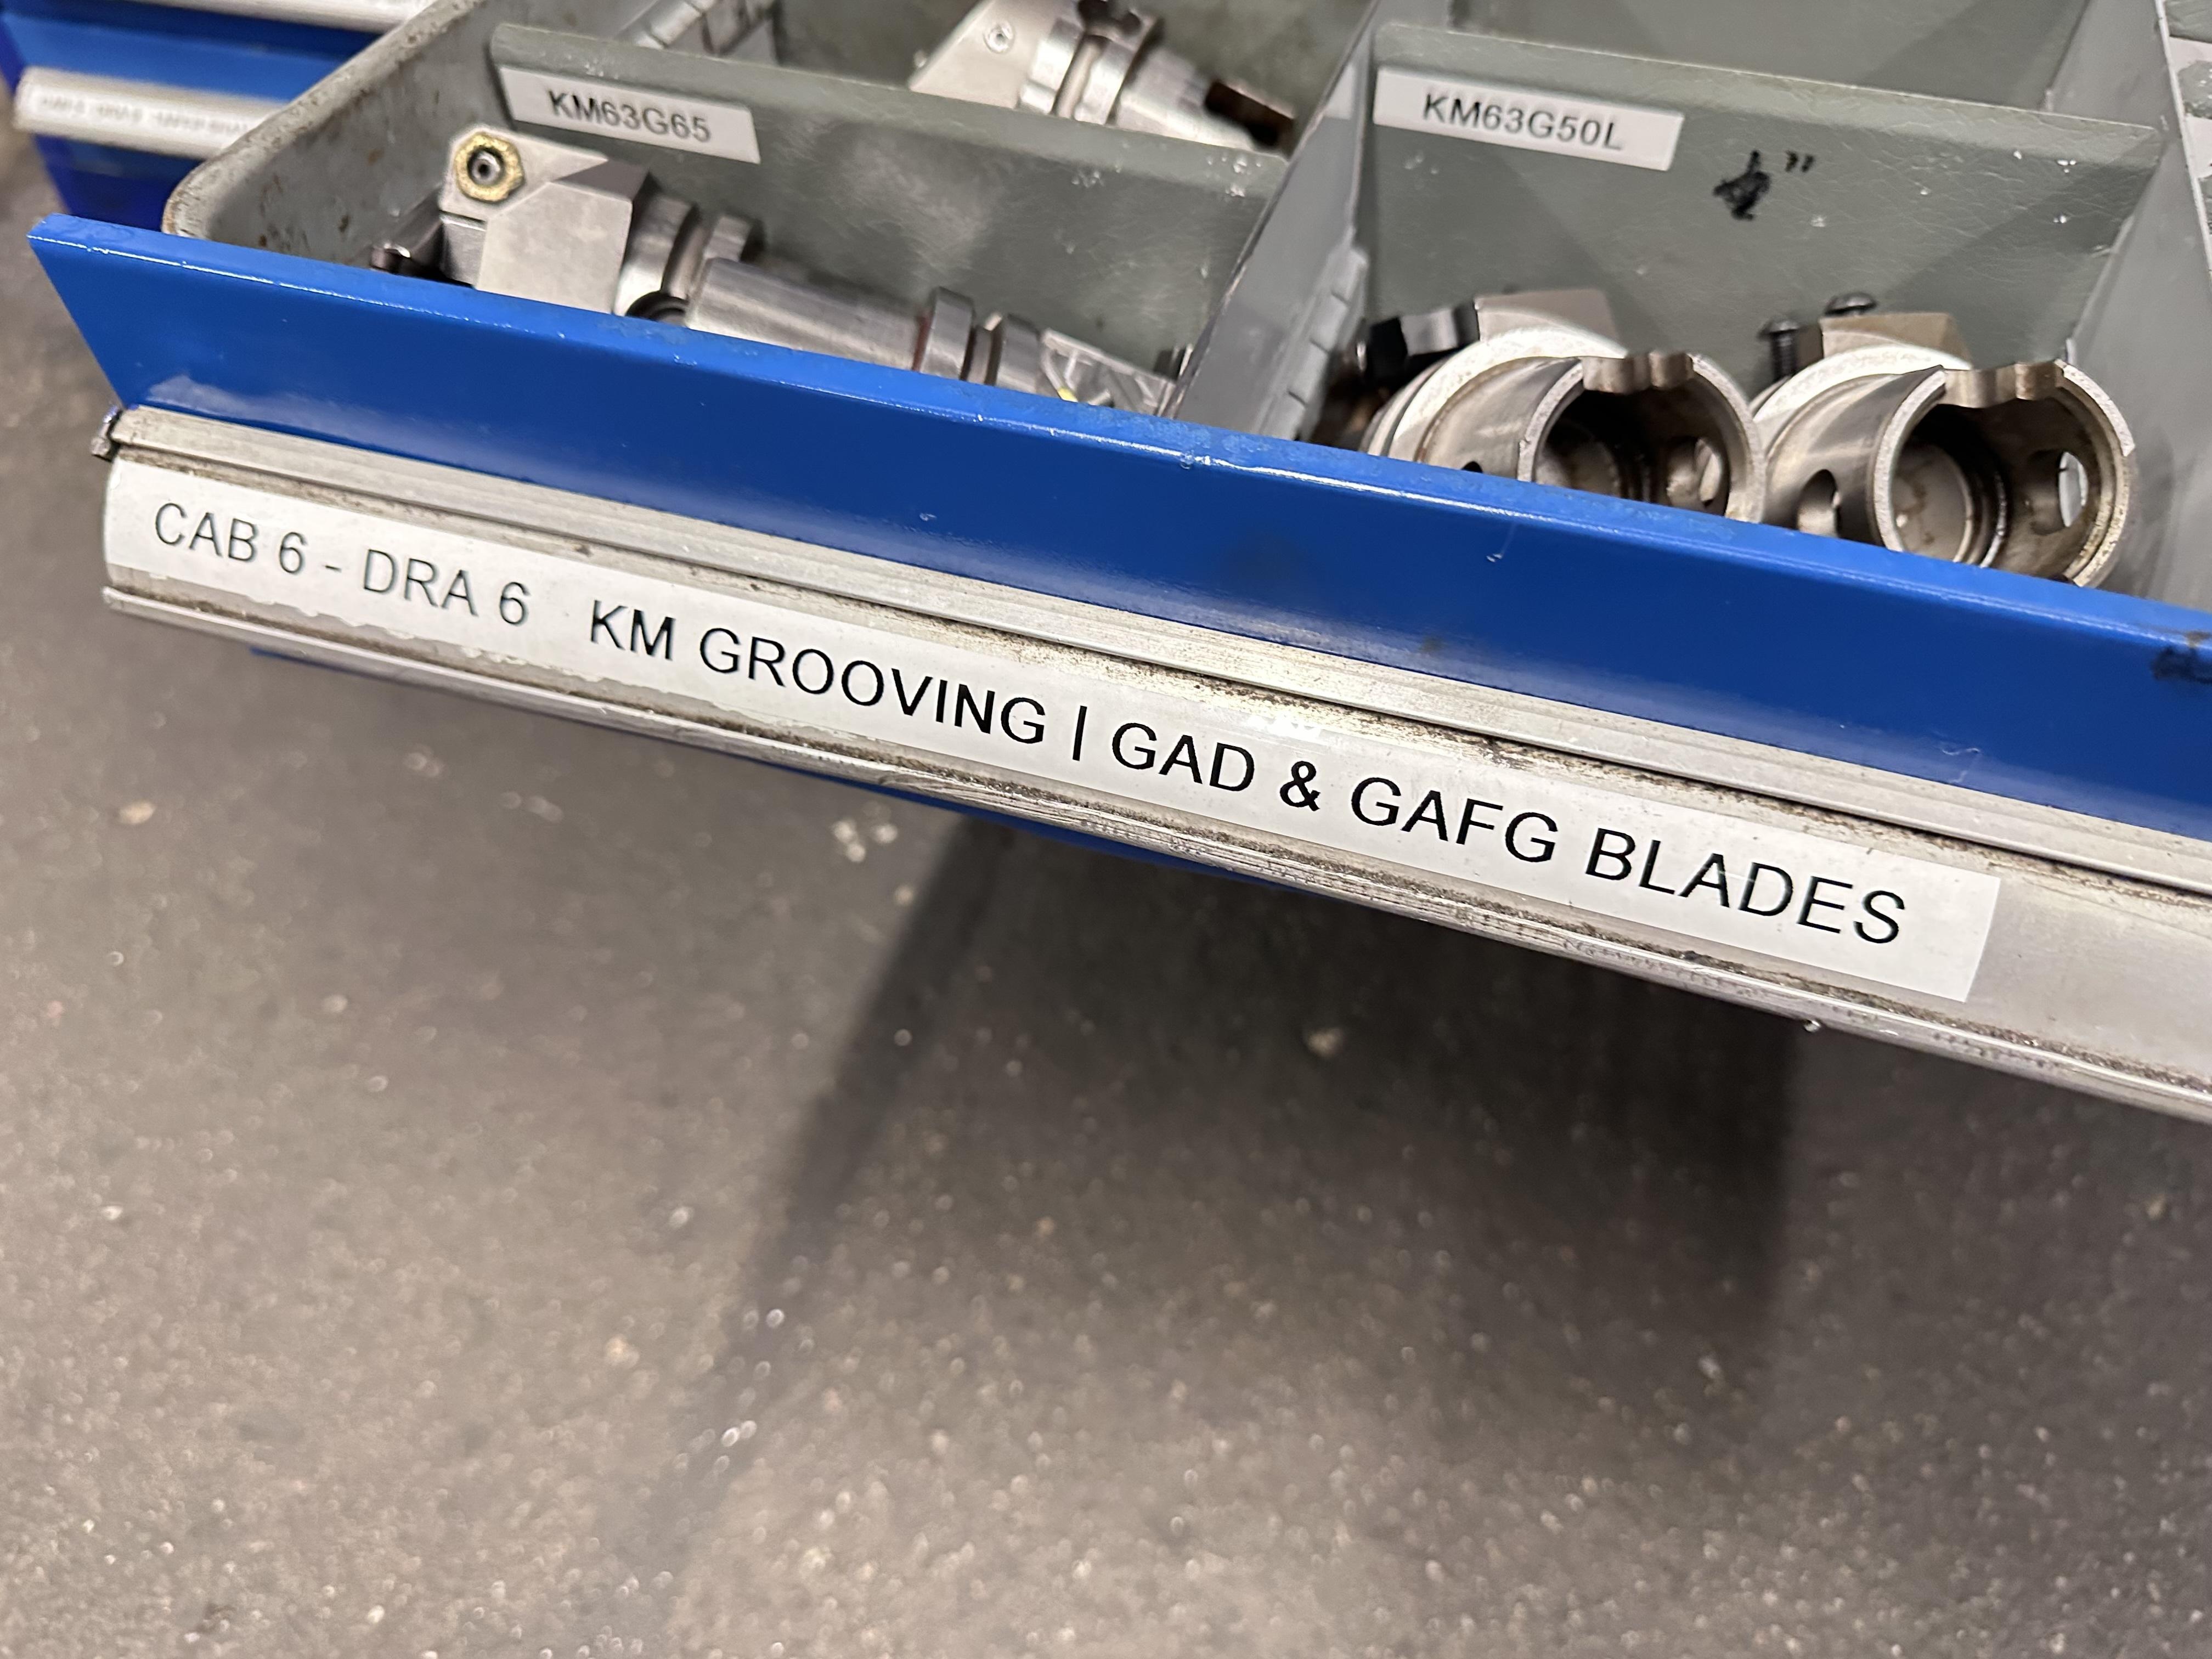 KM63G65
KM63G50L
CAB 6 - DRA 6 KM GROOVING | GAD & GAFG BLADES